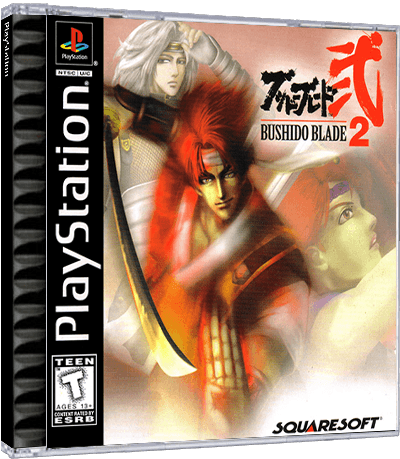 PlayStation
PlayStation
NTSC U/C
PlayStation
ブシドーブレード弐
BUSHIDO BLADE 2
TEEN
T
AGES 13+
CONTENT RATED BY
ESRB
SQUARESOFT